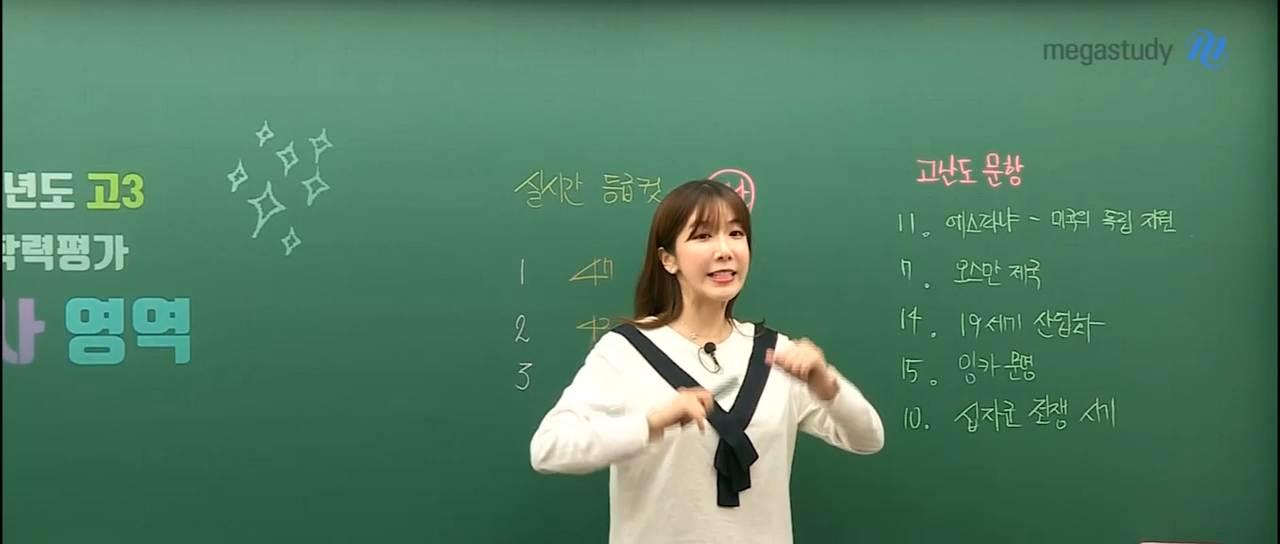 megastudy
년도 고3
학력평가
사 영역
실시간 등급컷
1 47
2
3
고난도 문항
11. 에스파냐 - 미국의 독립 지원
7. 오스만 제국
14. 19세기 산업화
15. 잉카 문명
10. 십자군 전쟁 시기